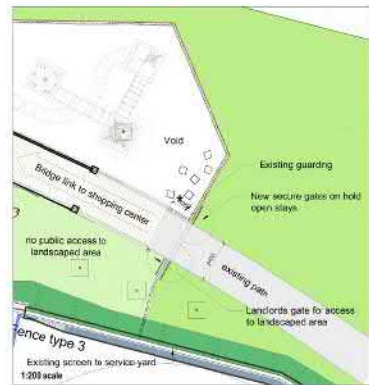 Void
Existing guarding
Bridge link to shopping center
New secure gates on hold
open stays.
no public access to
landscaped area
existing path
Landlords gate for access
to landscaped area
ence type 3
Existing screen to service yard
1:200 scale